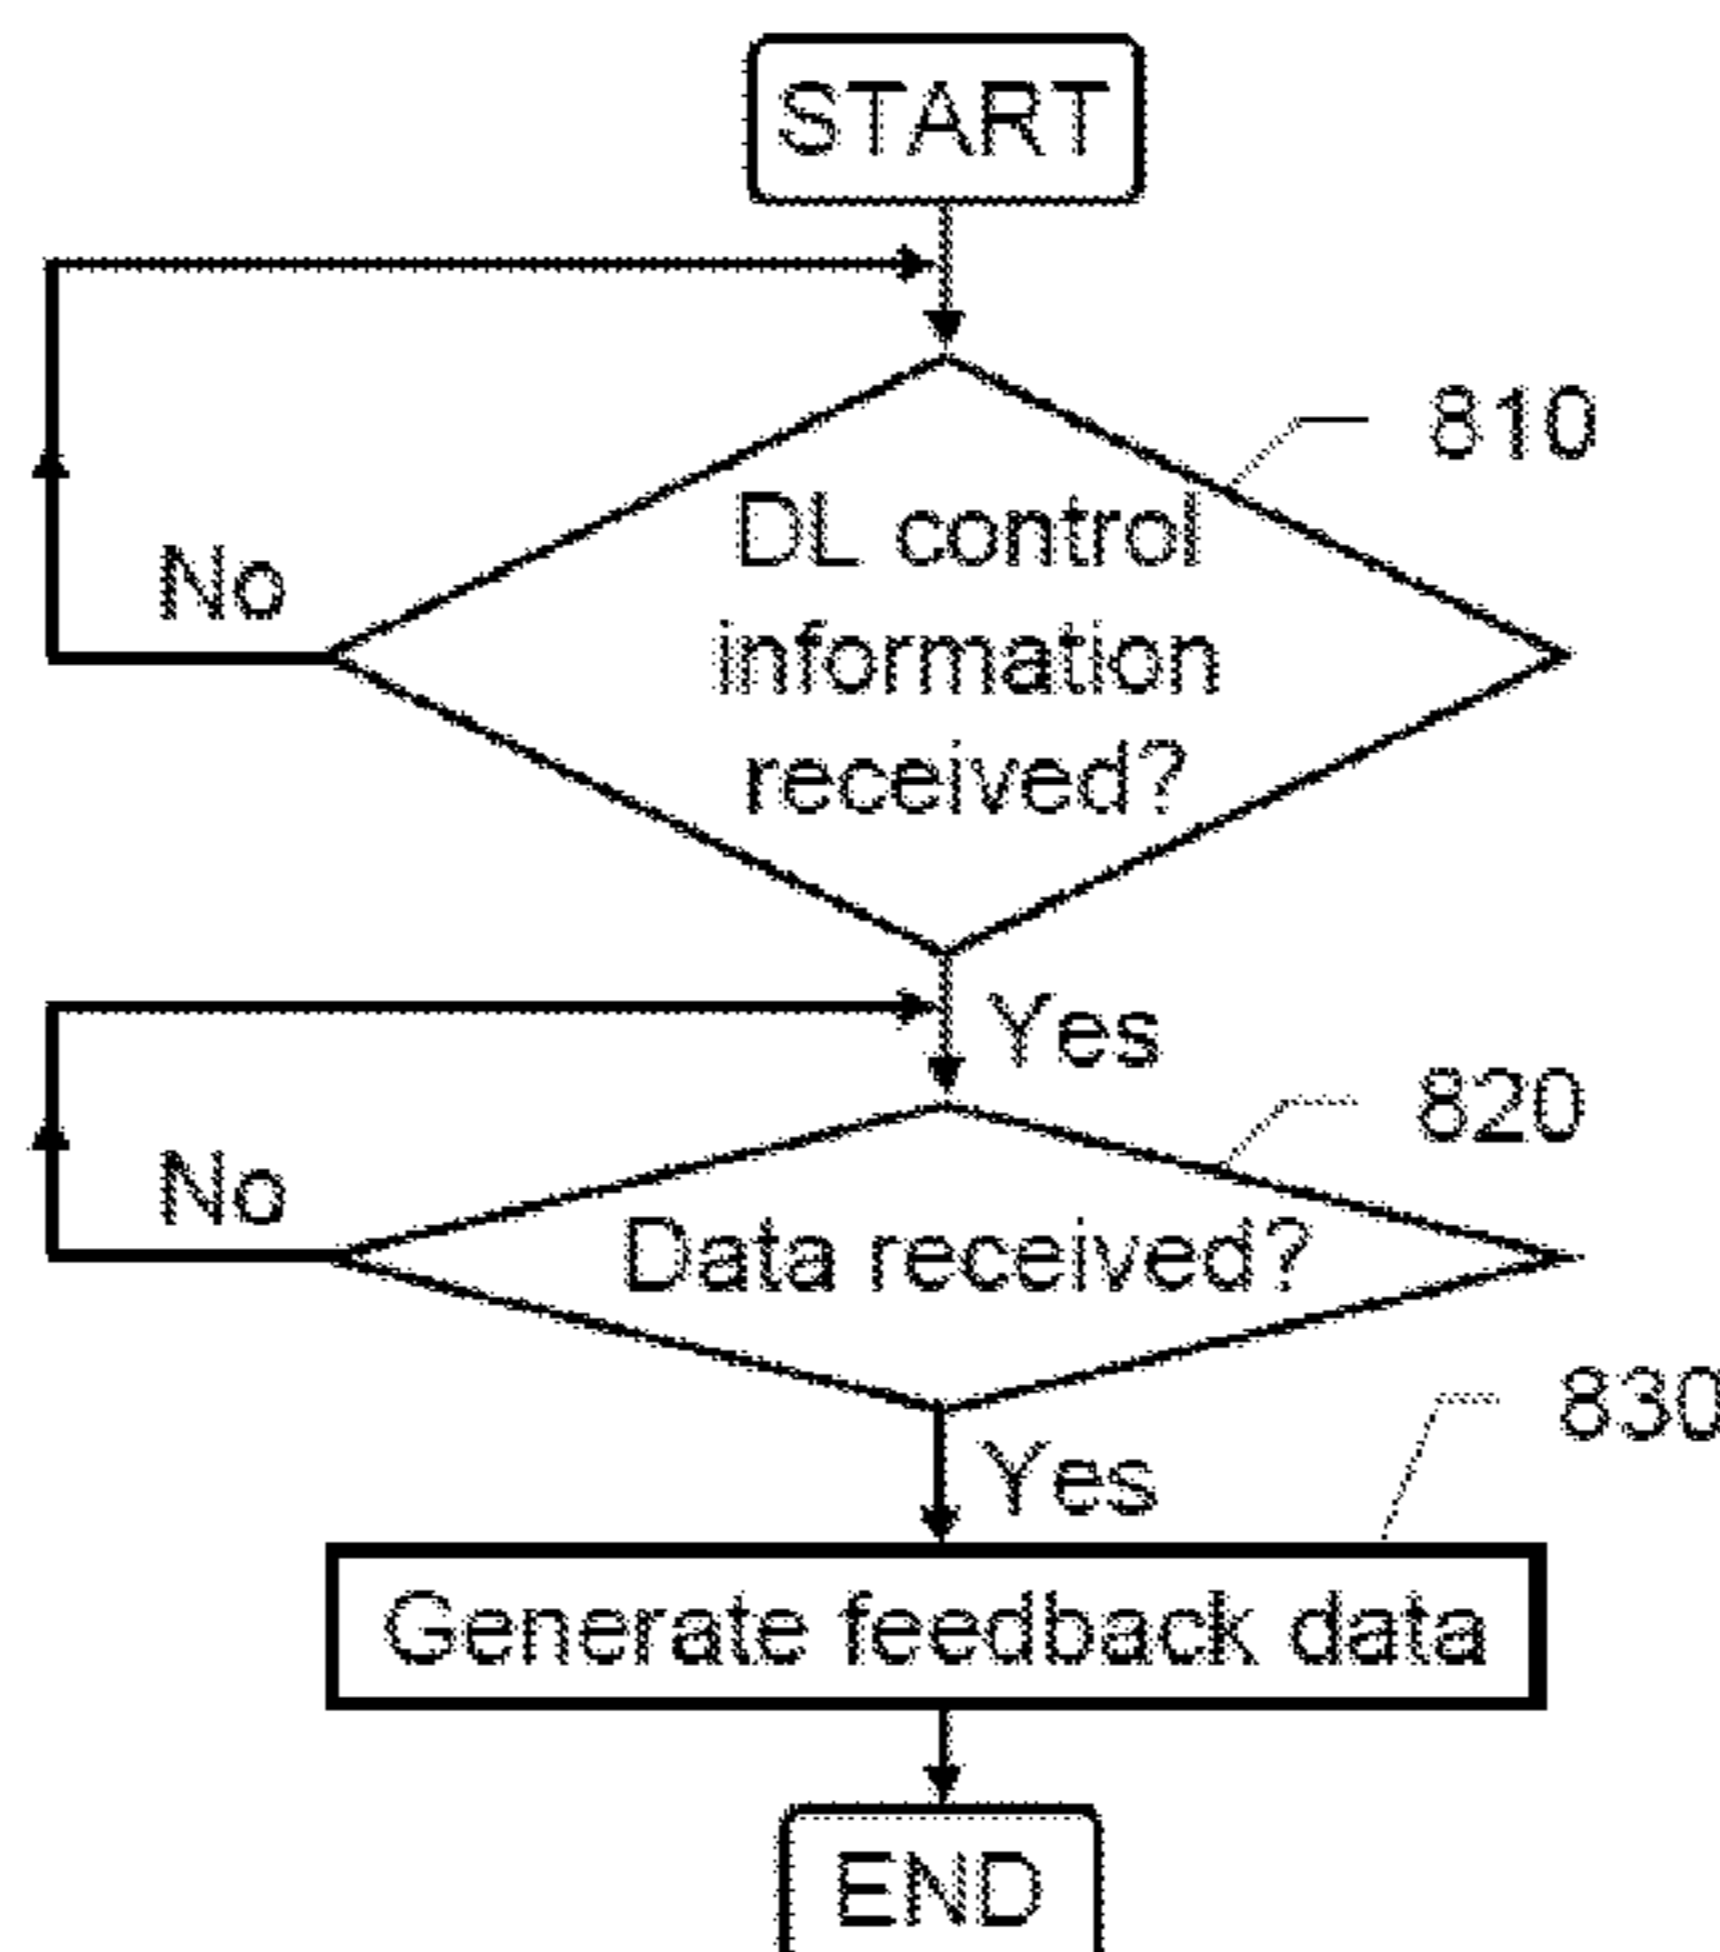 START
810
DL control
information
received?
No
Yes
820
No
Data received?
830
Yes
Generate feedback data
END